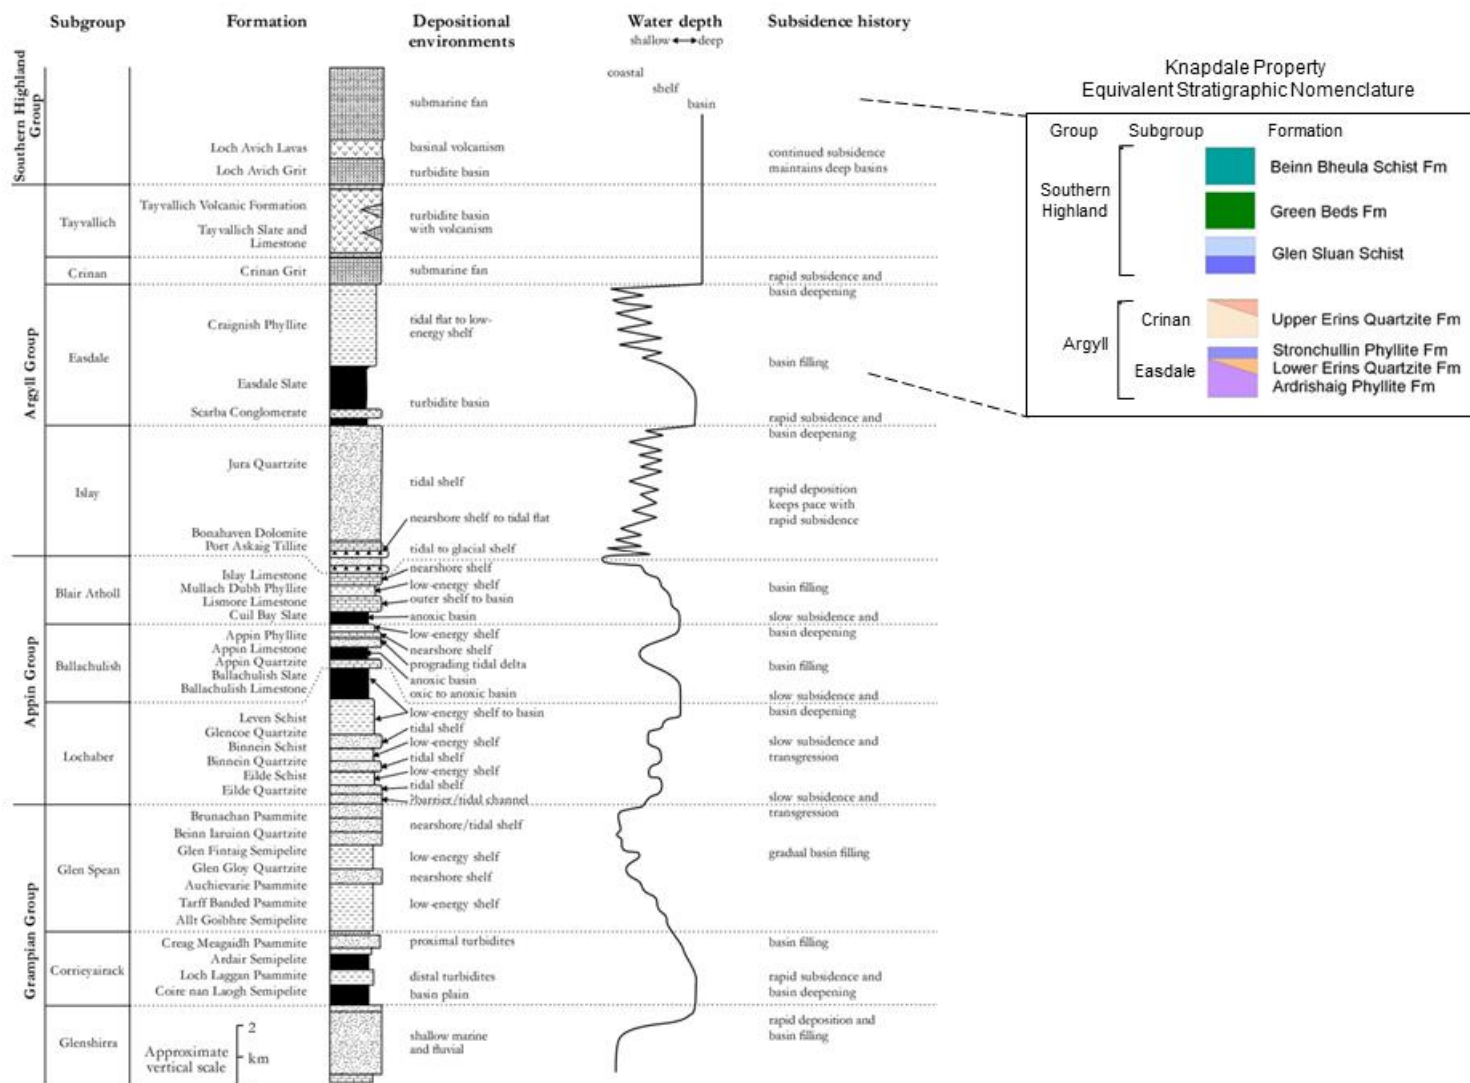 Subgroup
Formation
Depositional
environments
Water depth
shallow deep
Subsidence history
coastal
shelf
basin
Southern Highland
Group
submarine fan
Loch Avich Lavas
basinal volcanism
Loch Avich Grit
turbidite basin
continued subsidence
maintains deep basins
Argyll Group
Tayvallich
Tayvallich Volcanic Formation
Tayvallich Slate and
Limestone
turbidite basin
with volcanism
Crinan
Crinan Grit
submarine fan
rapid subsidence and
basin deepening
Easdale
Craignish Phyllite
tidal flat to low-
energy shelf
basin filling
Easdale Slate
Scarba Conglomerate
turbidite basin
rapid subsidence and
basin deepening
Islay
Jura Quartzite
tidal shelf
rapid deposition
keeps pace with
rapid subsidence
Bonahaven Dolomite
nearshore shelf to tidal flat
Port Askaig Tillite
tidal to glacial shelf
Appin Group
Blair Atholl
Islay Limestone
nearshore shelf
Mullach Dubh Phyllite
low-energy shelf
Lismore Limestone
outer shelf to basin
Cuil Bay Slate
anoxic basin
basin filling
slow subsidence and
basin deepening
Ballachulish
Appin Phyllite
low-energy shelf
Appin Limestone
nearshore shelf
Appin Quartzite
prograding tidal delta
Ballachulish Slate
anoxic basin
Ballachulish Limestone
oxic to anoxic basin
basin filling
slow subsidence and
basin deepening
Lochaber
Leven Schist
low-energy shelf to basin
Glencoe Quartzite
tidal shelf
Binnein Schist
low-energy shelf
Binnein Quartzite
tidal shelf
Eilde Schist
low-energy shelf
Eilde Quartzite
tidal shelf
?barrier/tidal channel
slow subsidence and
transgression
slow subsidence and
transgression
Grampian Group
Glen Spean
Brunachan Psammite
Beinn Iaruinn Quartzite
nearshore/tidal shelf
Glen Fintaig Semipelite
low-energy shelf
Glen Gloy Quartzite
nearshore shelf
Auchievarie Psammite
Tarff Banded Psammite
low-energy shelf
Allt Goibhre Semipelite
gradual basin filling
Corrieyairack
Creag Meagaidh Psammite
proximal turbidites
Ardair Semipelite
Loch Laggan Psammite
distal turbidites
Coire nan Laogh Semipelite
basin plain
basin filling
rapid subsidence and
basin deepening
Glenshirra
shallow marine
and fluvial
rapid deposition and
basin filling
Approximate
vertical scale
2
km
Knapdale Property
Equivalent Stratigraphic Nomenclature
Group Subgroup Formation
Southern
Highland
Beinn Bheula Schist Fm
Green Beds Fm
Glen Sluan Schist
Argyll
Crinan
Upper Erins Quartzite Fm
Easdale
Stronchullin Phyllite Fm
Lower Erins Quartzite Fm
Ardrishaig Phyllite Fm